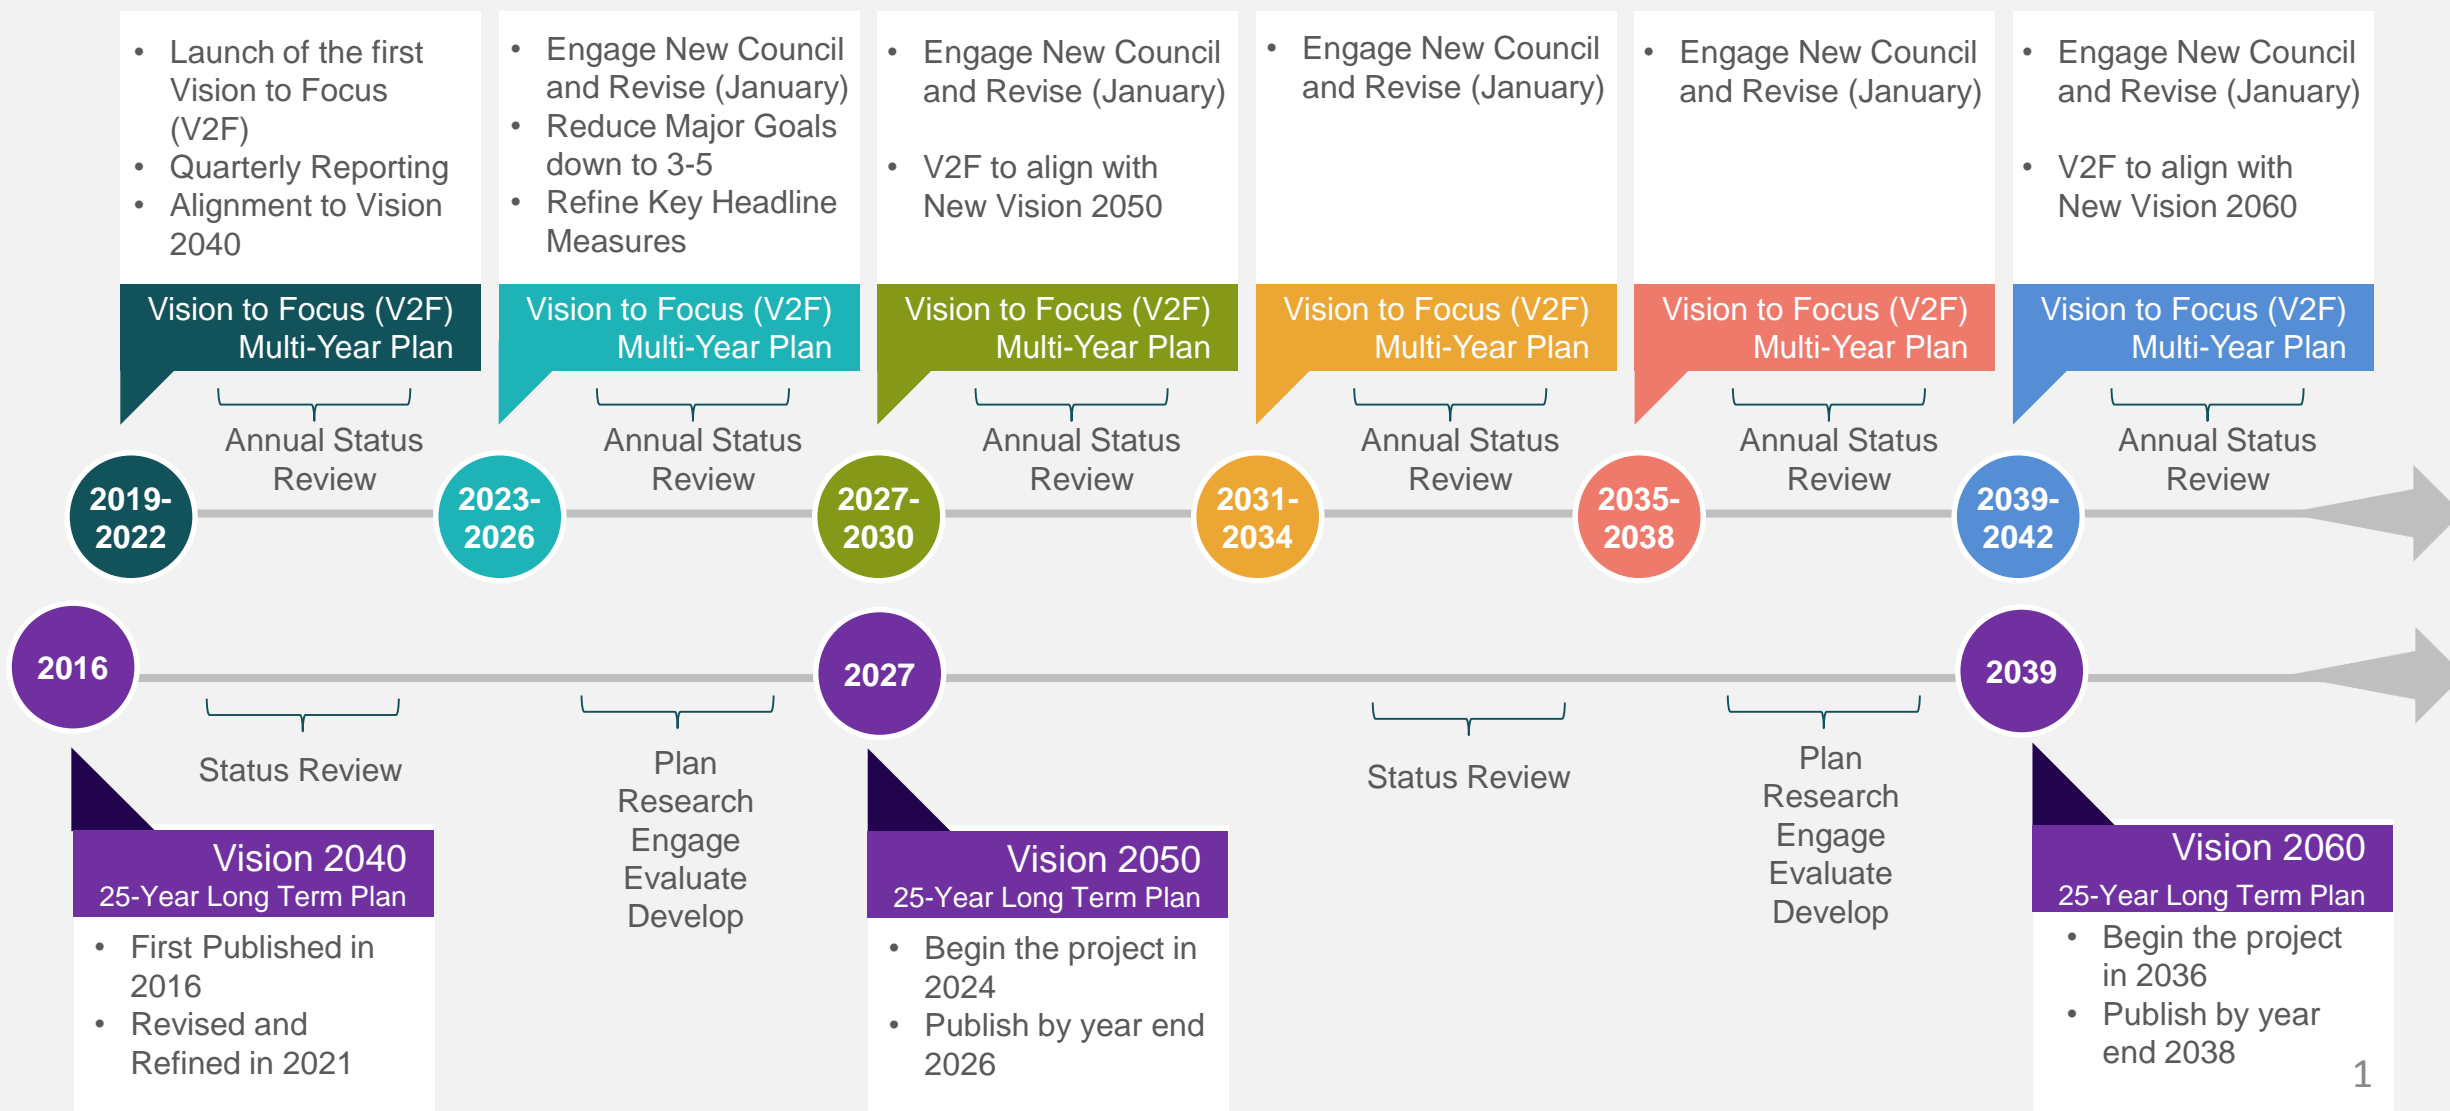 • Launch of the first
Vision to Focus
(V2F)
• Quarterly Reporting
• Alignment to Vision
2040
• Engage New Council
and Revise (January)
• Reduce Major Goals
down to 3-5
• Refine Key Headline
Measures
• Engage New Council
and Revise (January)
• V2F to align with
New Vision 2050
• Engage New Council
and Revise (January)
• Engage New Council
and Revise (January)
• Engage New Council
and Revise (January)
• V2F to align with
New Vision 2060
Vision to Focus (V2F)
Multi-Year Plan
Vision to Focus (V2F)
Multi-Year Plan
Vision to Focus (V2F)
Multi-Year Plan
Vision to Focus (V2F)
Multi-Year Plan
Vision to Focus (V2F)
Multi-Year Plan
Vision to Focus (V2F)
Multi-Year Plan
Annual Status
Review
Annual Status
Review
Annual Status
Review
Annual Status
Review
Annual Status
Review
Annual Status
Review
2019-
2022
2023-
2026
2027-
2030
2031-
2034
2035-
2038
2039-
2042
2016
2027
2039
Status Review
Plan
Research
Engage
Evaluate
Develop
Status Review
Plan
Research
Engage
Evaluate
Develop
Vision 2040
25-Year Long Term Plan
• First Published in
2016
• Revised and
Refined in 2021
Vision 2050
25-Year Long Term Plan
• Begin the project in
2024
• Publish by year end
2026
Vision 2060
25-Year Long Term Plan
• Begin the project
in 2036
• Publish by year
end 2038
1